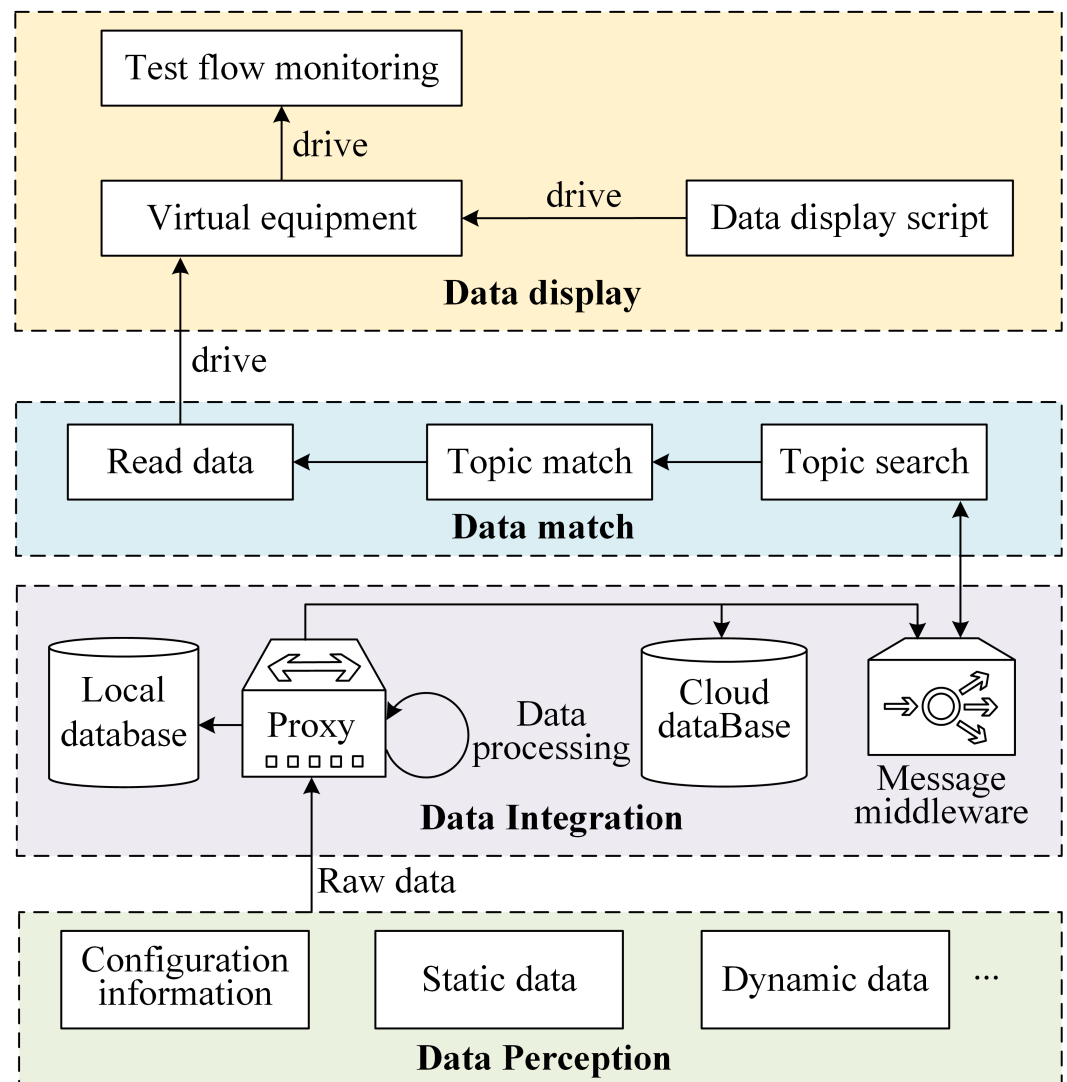 Test flow monitoring
drive
Virtual equipment
drive
Data display script
Data display
drive
Read data
Topic match
Topic search
Data match
Local
database
Proxy
Data
processing
Cloud
dataBase
Message
middleware
Data Integration
Raw data
Configuration
information
Static data
Dynamic data
...
Data Perception